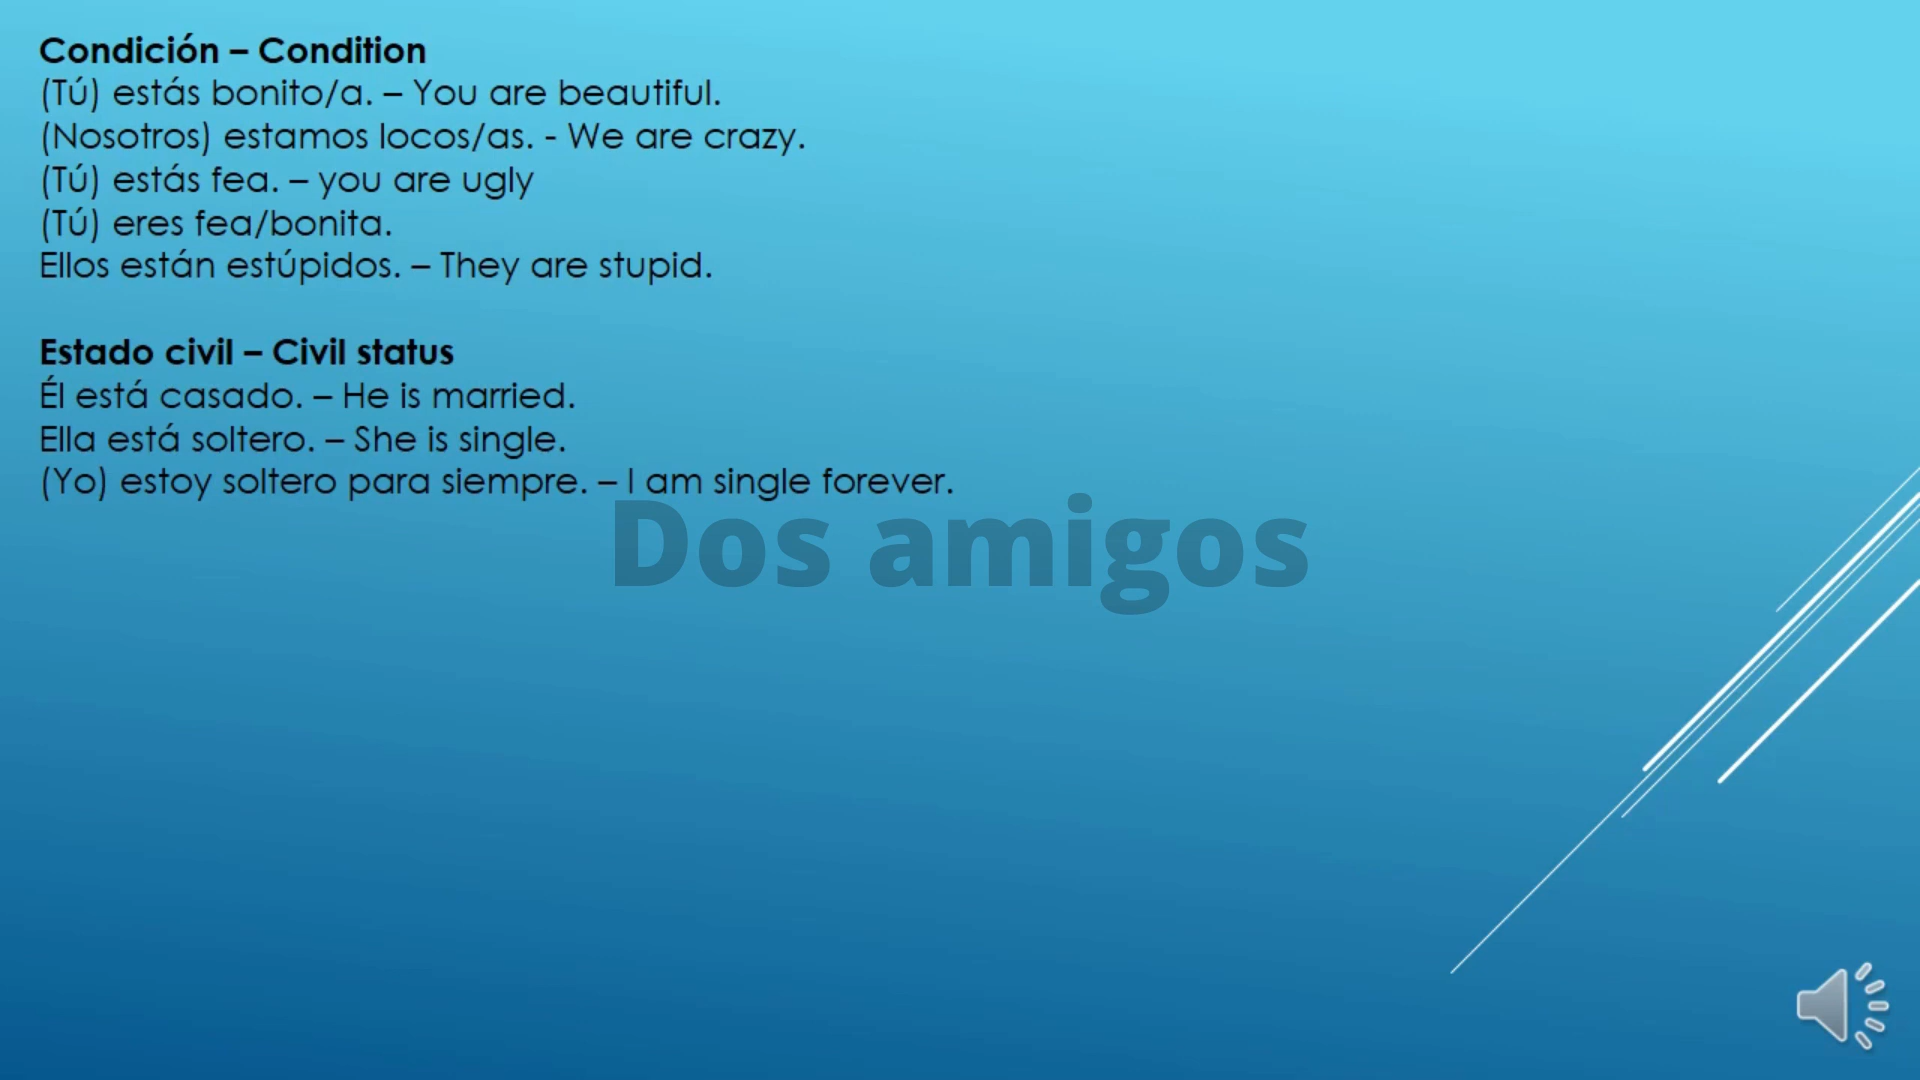 Condición – Condition
(Tú) estás bonito/a. – You are beautiful.
(Nosotros) estamos locos/as. - We are crazy.
(Tú) estás fea. – you are ugly
(Tú) eres fea/bonita.
Ellos están estúpidos. – They are stupid.
Estado civil – Civil status
Él está casado. – He is married.
Ella está soltero. – She is single.
(Yo) estoy soltero para siempre. – I am single forever.
Dos amigos